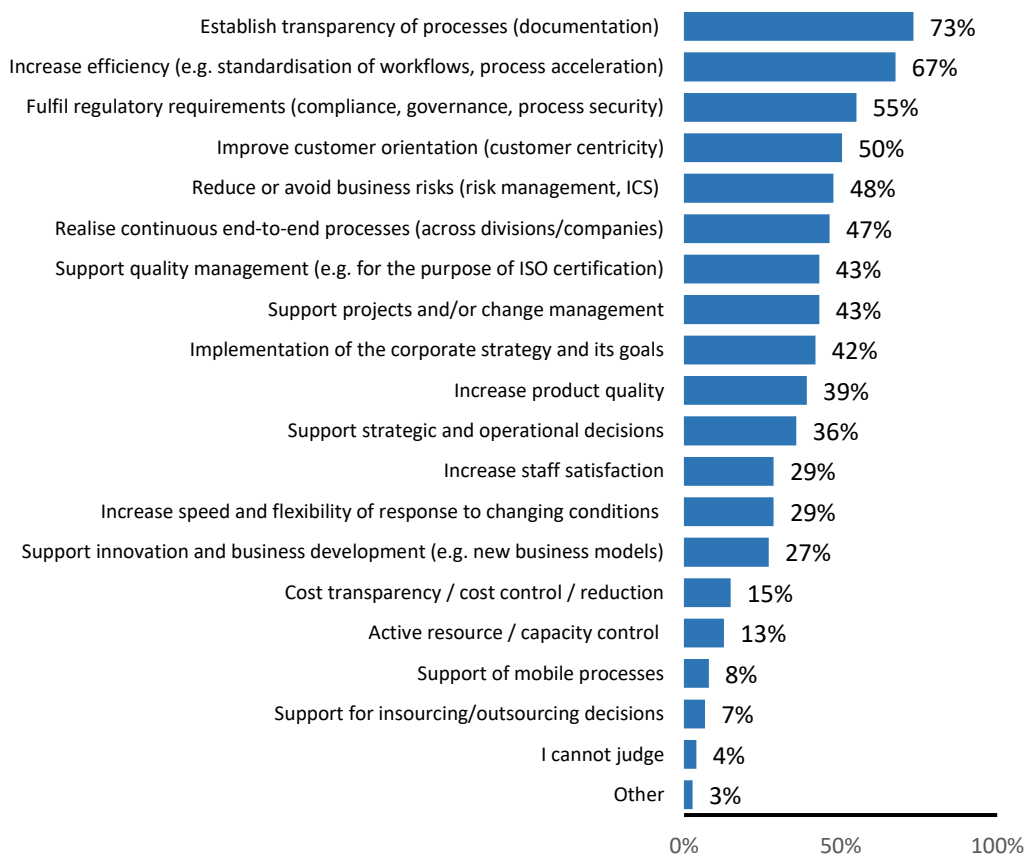 Establish transparency of processes (documentation) 73%
Increase efficiency (e.g. standardisation of workflows, process acceleration) 67%
Fulfil regulatory requirements (compliance, governance, process security) 55%
Improve customer orientation (customer centricity) 50%
Reduce or avoid business risks (risk management, ICS) 48%
Realise continuous end-to-end processes (across divisions/companies) 47%
Support quality management (e.g. for the purpose of ISO certification) 43%
Support projects and/or change management 43%
Implementation of the corporate strategy and its goals 42%
Increase product quality 39%
Support strategic and operational decisions 36%
Increase staff satisfaction 29%
Increase speed and flexibility of response to changing conditions 29%
Support innovation and business development (e.g. new business models) 27%
Cost transparency / cost control / reduction 15%
Active resource / capacity control 13%
Support of mobile processes 8%
Support for insourcing/outsourcing decisions 7%
I cannot judge 4%
Other 3%
0% 50% 100%